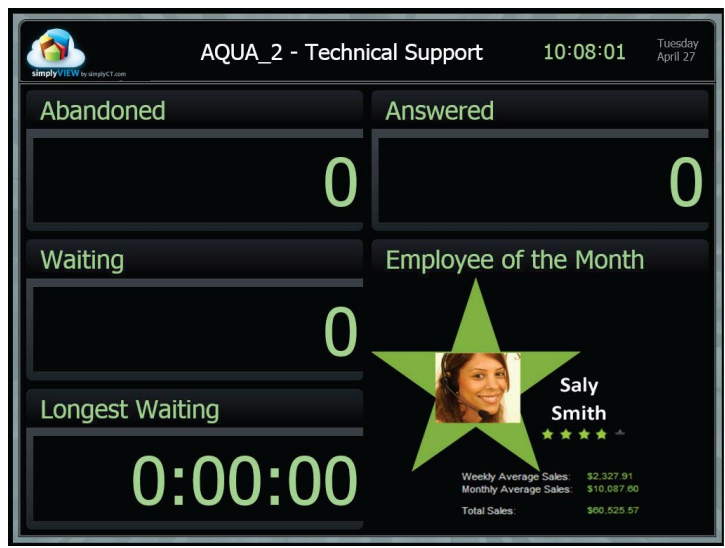 simplyVIEW by simplyCT.com
AQUA_2 - Technical Support
10:08:01
Tuesday
April 27
Abandoned
0
Answered
0
Waiting
0
Longest Waiting
0:00:00
Employee of the Month
Saly
Smith
Weekly Average Sales: $2,327.91
Monthly Average Sales: $10,087.60
Total Sales: $60,525.57